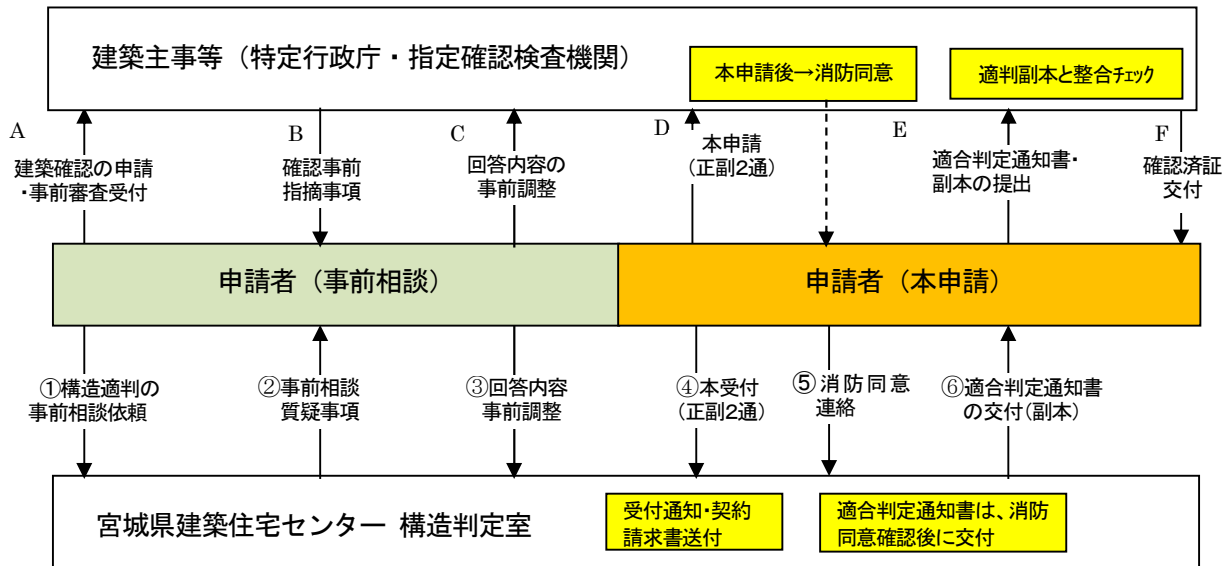 建築主事等（特定行政庁・指定確認検査機関）
本申請後→消防同意
適判副本と整合ﾁｪｯｸ
A
建築確認の申請
・事前審査受付
B
確認事前
指摘事項
C
回答内容の
事前調整
D
本申請
(正副2通)
E
適合判定通知書・
副本の提出
F
確認済証
交付
申請者（事前相談）
申請者（本申請）
①構造適判の
事前相談依頼
②事前相談
質疑事項
③回答内容
事前調整
④本受付
(正副2通)
⑤消防同意
連絡
⑥適合判定通知書
の交付(副本)
宮城県建築住宅センター 構造判定室
受付通知・契約
請求書送付
適合判定通知書は、消防
同意確認後に交付